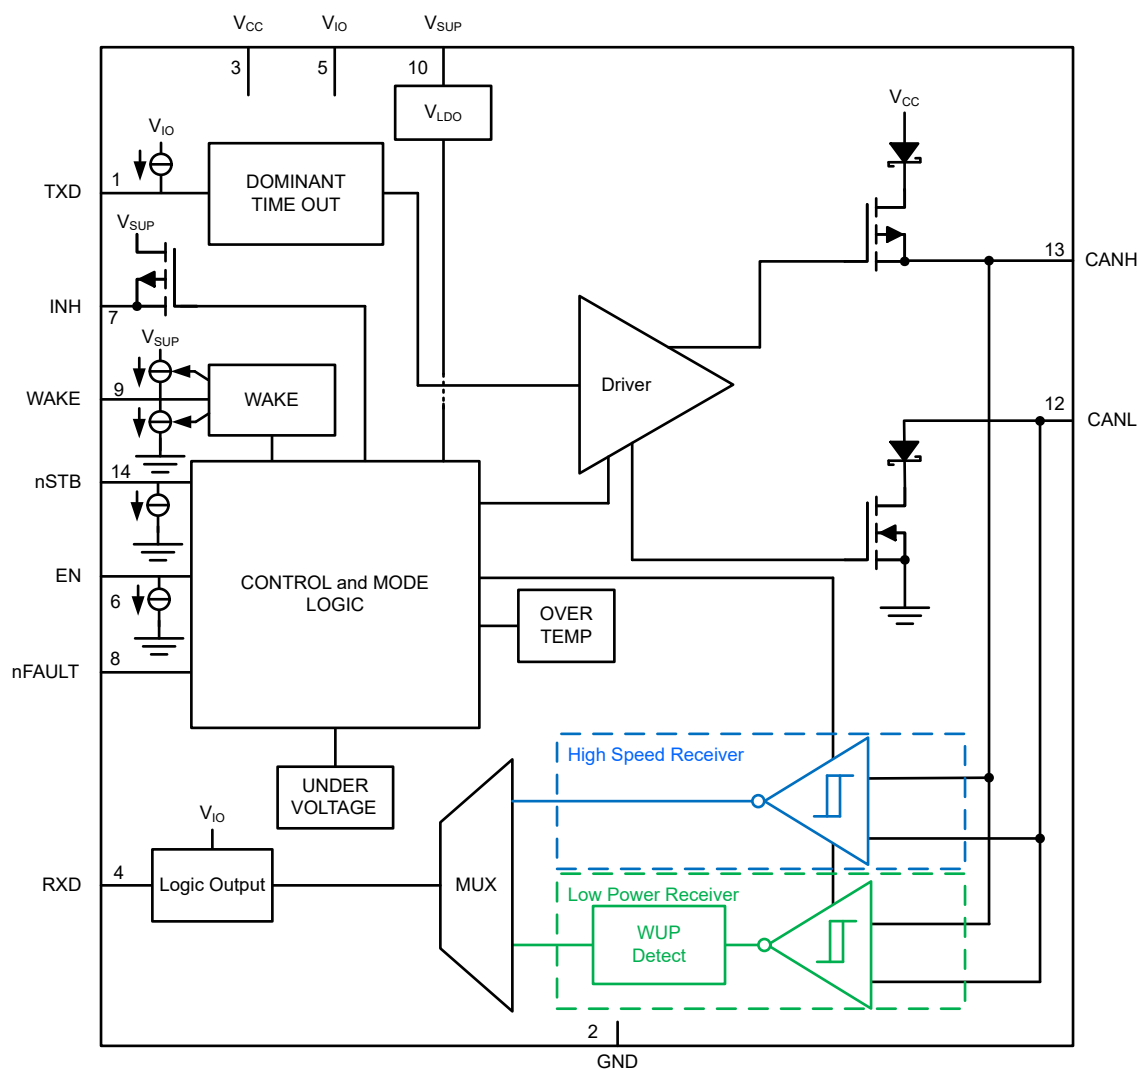 VCC
VIO
VSUP
3
5
10
VLDO
VCC
VIO
TXD
1
DOMINANT
TIME OUT
VSUP
13
CANH
INH
7
VSUP
WAKE
9
WAKE
Driver
12
CANL
nSTB
14
EN
6
CONTROL and MODE
LOGIC
OVER
TEMP
nFAULT
8
High Speed Receiver
UNDER
VOLTAGE
VIO
RXD
4
Logic Output
MUX
Low Power Receiver
WUP
Detect
2
GND